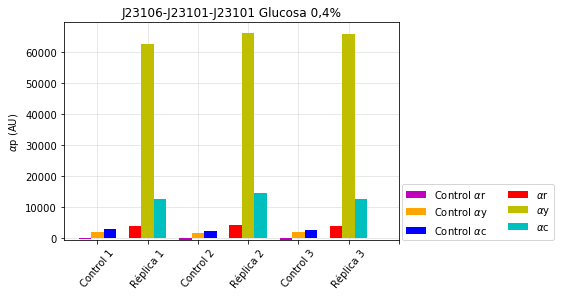 J23106-J23101-J23101 Glucosa 0,4%
αp (AU)
60000
50000
40000
30000
20000
10000
0
Control 1
Réplica 1
Control 2
Réplica 2
Control 3
Réplica 3
Control αr
Control αy
Control αc
αr
αy
αc